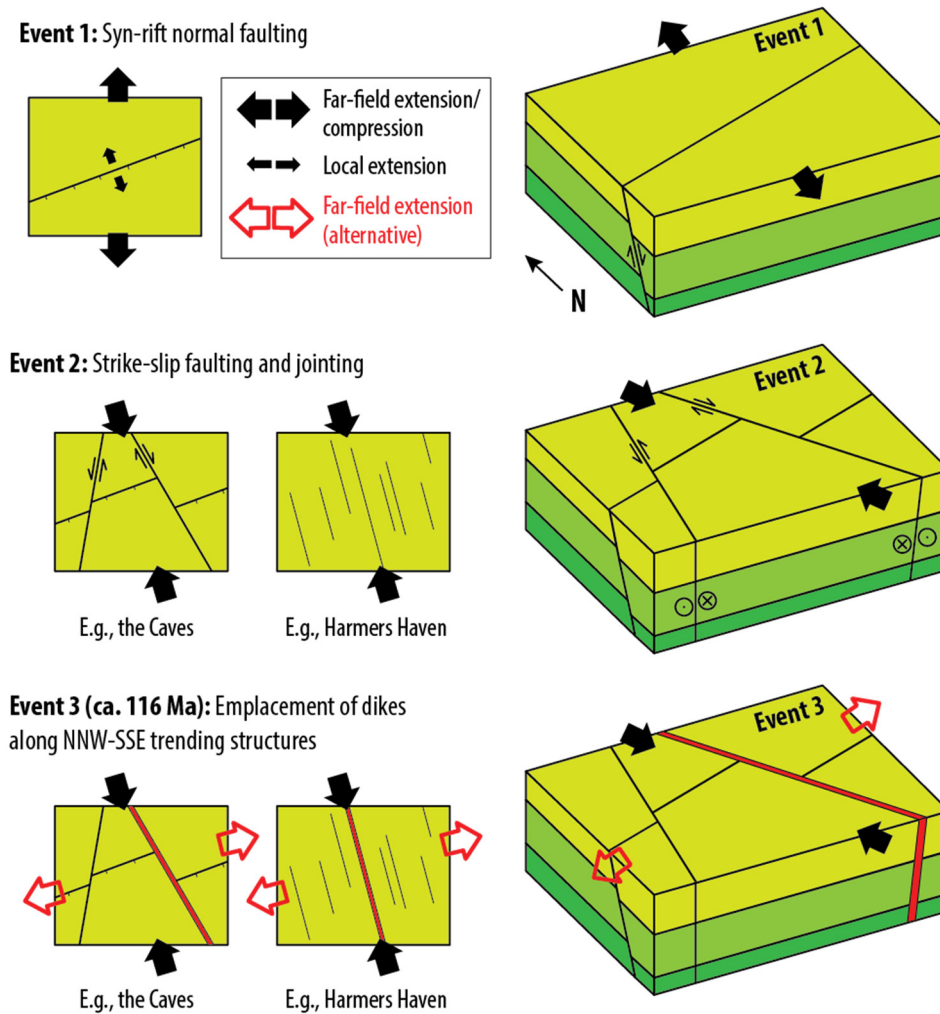 Event 1: Syn-rift normal faulting
Far-field extension/
compression
Local extension
Far-field extension
(alternative)
Event 1
N
Event 2: Strike-slip faulting and jointing
E.g., the Caves
E.g., Harmers Haven
Event 2
Event 3 (ca. 116 Ma): Emplacement of dikes
along NNW-SSE trending structures
E.g., the Caves
E.g., Harmers Haven
Event 3